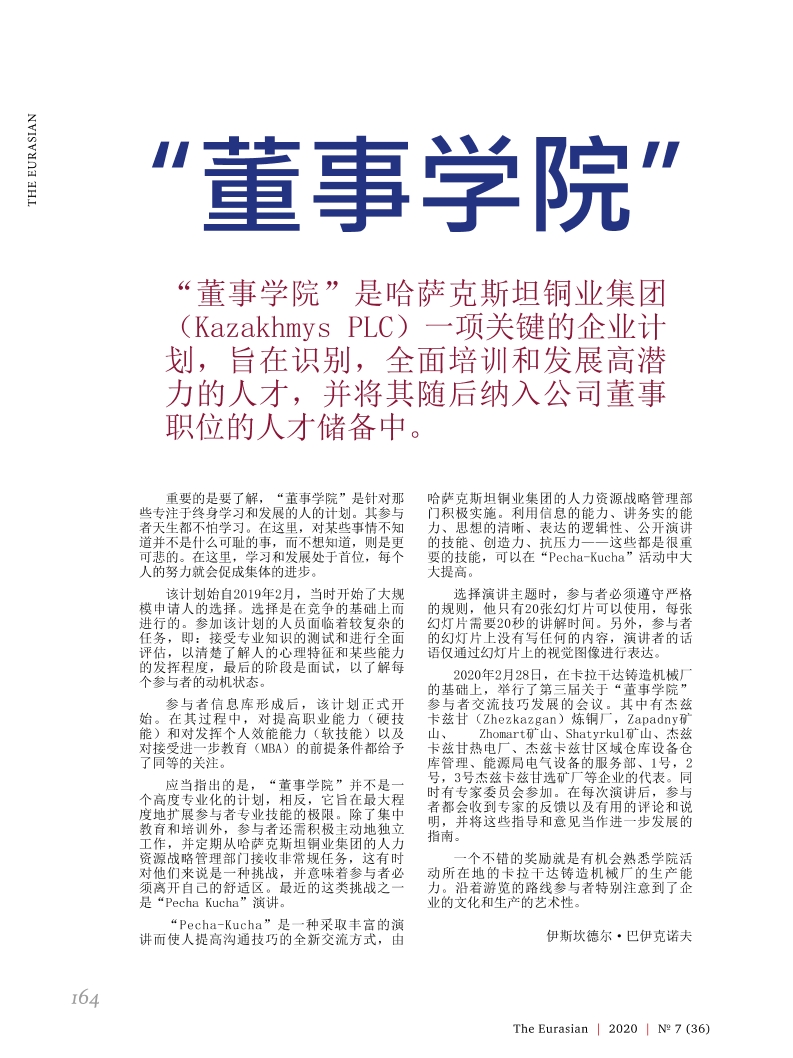 THE EURASIAN
“董事学院”
“董事学院”是哈萨克斯坦铜业集团
（Kazakhmys PLC）一项关键的企业计
划，旨在识别，全面培训和发展高潜
力的人才，并将其随后纳入公司董事
职位的人才储备中。
重要的是要了解，“董事学院”是针对那
些专注于终身学习和发展的人的计划。其参与
者天生都不怕学习。在这里，对某些事情不知
道并不是什么可耻的事，而不想知道，则是更
可悲的。在这里，学习和发展处于首位，每个
人的努力就会促成集体的进步。
该计划始自2019年2月，当时开始了大规
模申请人的选择。选择是在竞争的基础上而
进行的。参加该计划的人员面临着较复杂的
任务，即：接受专业知识的测试和进行全面
评估，以清楚了解人的心理特征和某些能力
的发挥程度，最后的阶段是面试，以了解每
个参与者的动机状态。
参与者信息库形成后，该计划正式开
始。在其过程中，对提高职业能力（硬技
能）和对发挥个人效能能力（软技能）以及
对接受进一步教育（MBA）的前提条件都给予
了同等的关注。
应当指出的是，“董事学院”并不是一
个高度专业化的计划，相反，它旨在最大程
度地扩展参与者专业技能的极限。除了集中
教育和培训外，参与者还需积极主动地独立
工作，并定期从哈萨克斯坦铜业集团的人力
资源战略管理部门接收非常规任务，这有时
对他们来说是一种挑战，并意味着参与者必
须离开自己的舒适区。最近的这类挑战之一
是“Pecha Kucha”演讲。
“Pecha-Kucha”是一种采取丰富的演
讲而使人提高沟通技巧的全新交流方式，由
哈萨克斯坦铜业集团的人力资源战略管理部
门积极实施。利用信息的能力、讲务实的能
力、思想的清晰、表达的逻辑性、公开演讲
的技能、创造力、抗压力——这些都是很重
要的技能，可以在“Pecha-Kucha”活动中大
大提高。
选择演讲主题时，参与者必须遵守严格
的规则，他只有20张幻灯片可以使用，每张
幻灯片需要20秒的讲解时间。另外，参与者
的幻灯片上没有写任何的内容，演讲者的话
语仅通过幻灯片上的视觉图像进行表达。
2020年2月28日，在卡拉干达铸造机械厂
的基础上，举行了第三届关于“董事学院”
参与者交流技巧发展的会议。其中有杰兹
卡兹甘（Zhezkazgan）炼铜厂，Zapadny矿
山、 Zhomart矿山、Shatyrkul矿山、杰兹
卡兹甘热电厂、杰兹卡兹甘区域仓库设备仓
库管理、能源局电气设备的服务部、1号，2
号，3号杰兹卡兹甘选矿厂等企业的代表。同
时有专家委员会参加。在每次演讲后，参与
者都会收到专家的反馈以及有用的评论和说
明，并将这些指导和意见当作进一步发展的
指南。
一个不错的奖励就是有机会熟悉学院活
动所在地的卡拉干达铸造机械厂的生产能
力。沿着游览的路线参与者特别注意到了企
业的文化和生产的艺术性。
伊斯坎德尔·巴伊克诺夫
164
The Eurasian | 2020 | № 7 (36)